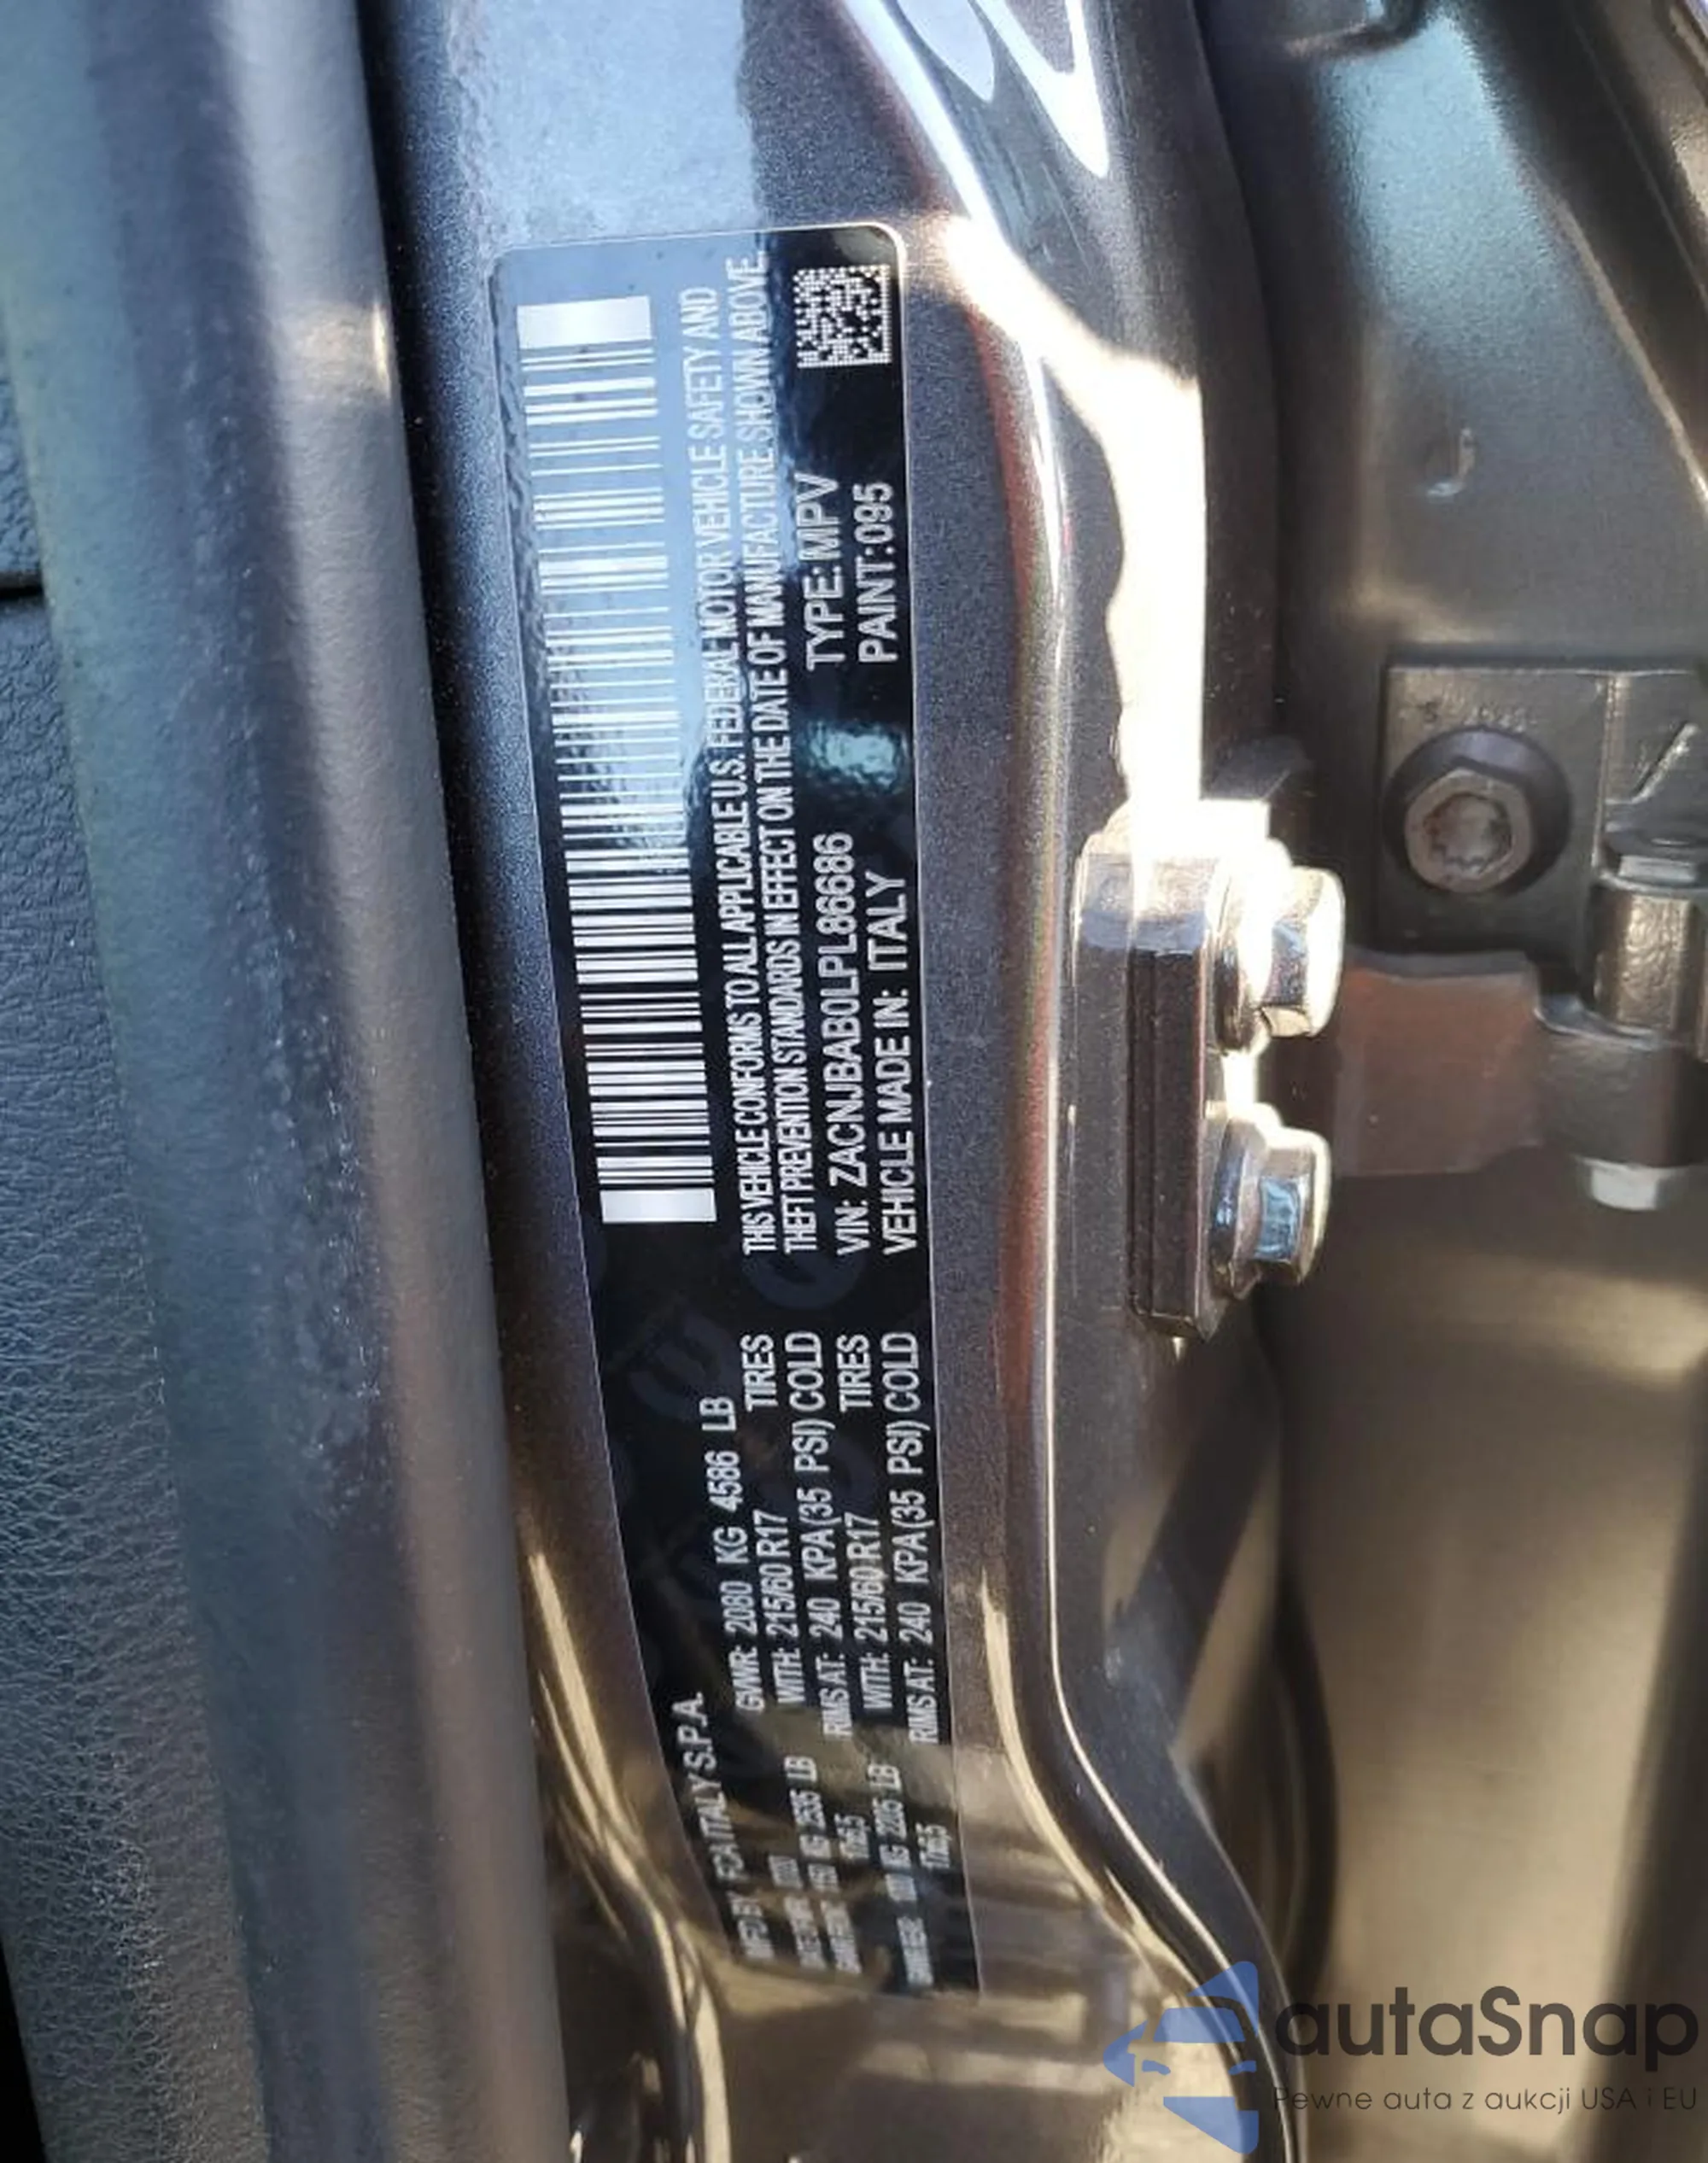 MFD BY FCA ITALY S.P.A.
GVWR: 2080 KG 4586 LB
WITH: 215/60 R17 TIRES
RIMS AT: 240 KPA(35 PSI) COLD
LB WITH: 215/60 R17 TIRES
RIMS AT: 240 KPA(35 PSI) COLD
THIS VEHICLE CONFORMS TO ALL APPLICABLE U.S. FEDERAL MOTOR VEHICLE SAFETY AND
THEFT PREVENTION STANDARDS IN EFFECT ON THE DATE OF MANUFACTURE SHOWN ABOVE.
VIN: ZACNJBAB0LPL86686 TYPE: MPV
VEHICLE MADE IN: ITALY PAINT:095
autaSnap
Pewne auta z aukcji USA i EU